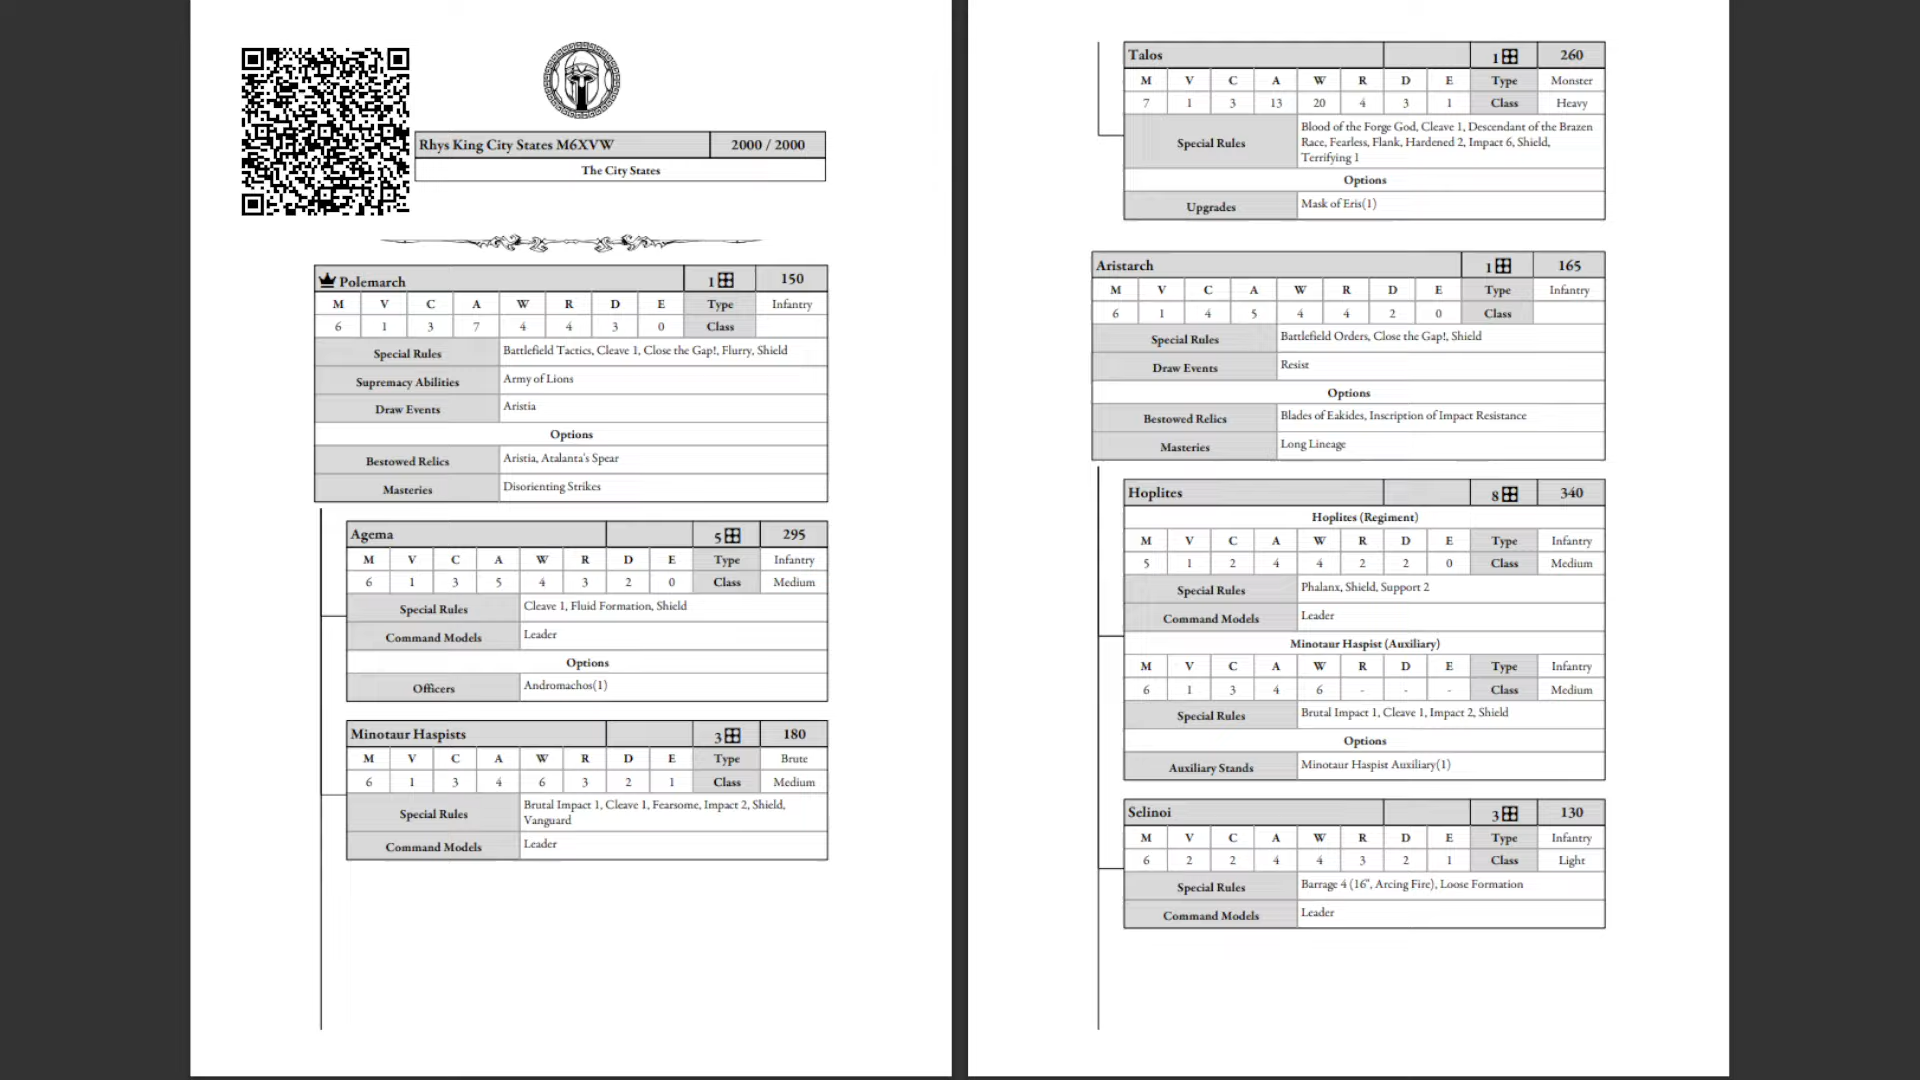 Rhys King City States M6XVW 2000 / 2000
The City States
Polemarch 1 150
M V C A W R D E Type Infantry
6 1 3 7 4 4 3 0 Class
Special Rules Battlefield Tactics, Cleave 1, Close the Gap!, Flurry, Shield
Supremacy Abilities Army of Lions
Draw Events Aristia
Options
Bestowed Relics Aristia, Atalanta's Spear
Masteries Disorienting Strikes
Agema 5 295
M V C A W R D E Type Infantry
6 1 3 5 4 3 2 0 Class Medium
Special Rules Cleave 1, Fluid Formation, Shield
Command Models Leader
Options
Officers Andromachos(1)
Minotaur Haspists 3 180
M V C A W R D E Type Brute
6 1 3 4 6 3 2 1 Class Medium
Special Rules Brutal Impact 1, Cleave 1, Fearsome, Impact 2, Shield,
Vanguard
Command Models Leader
Talos 1 260
M V C A W R D E Type Monster
7 1 3 13 20 4 3 1 Class Heavy
Special Rules Blood of the Forge God, Cleave 1, Descendant of the Brazen
Race, Fearless, Flank, Hardened 2, Impact 6, Shield,
Terrifying 1
Options
Upgrades Mask of Eris(1)
Aristarch 1 165
M V C A W R D E Type Infantry
6 1 4 5 4 4 2 0 Class
Special Rules Battlefield Orders, Close the Gap!, Shield
Draw Events Resist
Options
Bestowed Relics Blades of Eakides, Inscription of Impact Resistance
Masteries Long Lineage
Hoplites 8 340
Hoplites (Regiment)
M V C A W R D E Type Infantry
5 1 2 4 4 2 2 0 Class Medium
Special Rules Phalanx, Shield, Support 2
Command Models Leader
Minotaur Haspist (Auxiliary)
M V C A W R D E Type Infantry
6 1 3 4 6 - - - Class Medium
Special Rules Brutal Impact 1, Cleave 1, Impact 2, Shield
Options
Auxiliary Stands Minotaur Haspist Auxiliary(1)
Selinoi 3 130
M V C A W R D E Type Infantry
6 2 2 4 4 3 2 1 Class Light
Special Rules Barrage 4 (16", Arcing Fire), Loose Formation
Command Models Leader